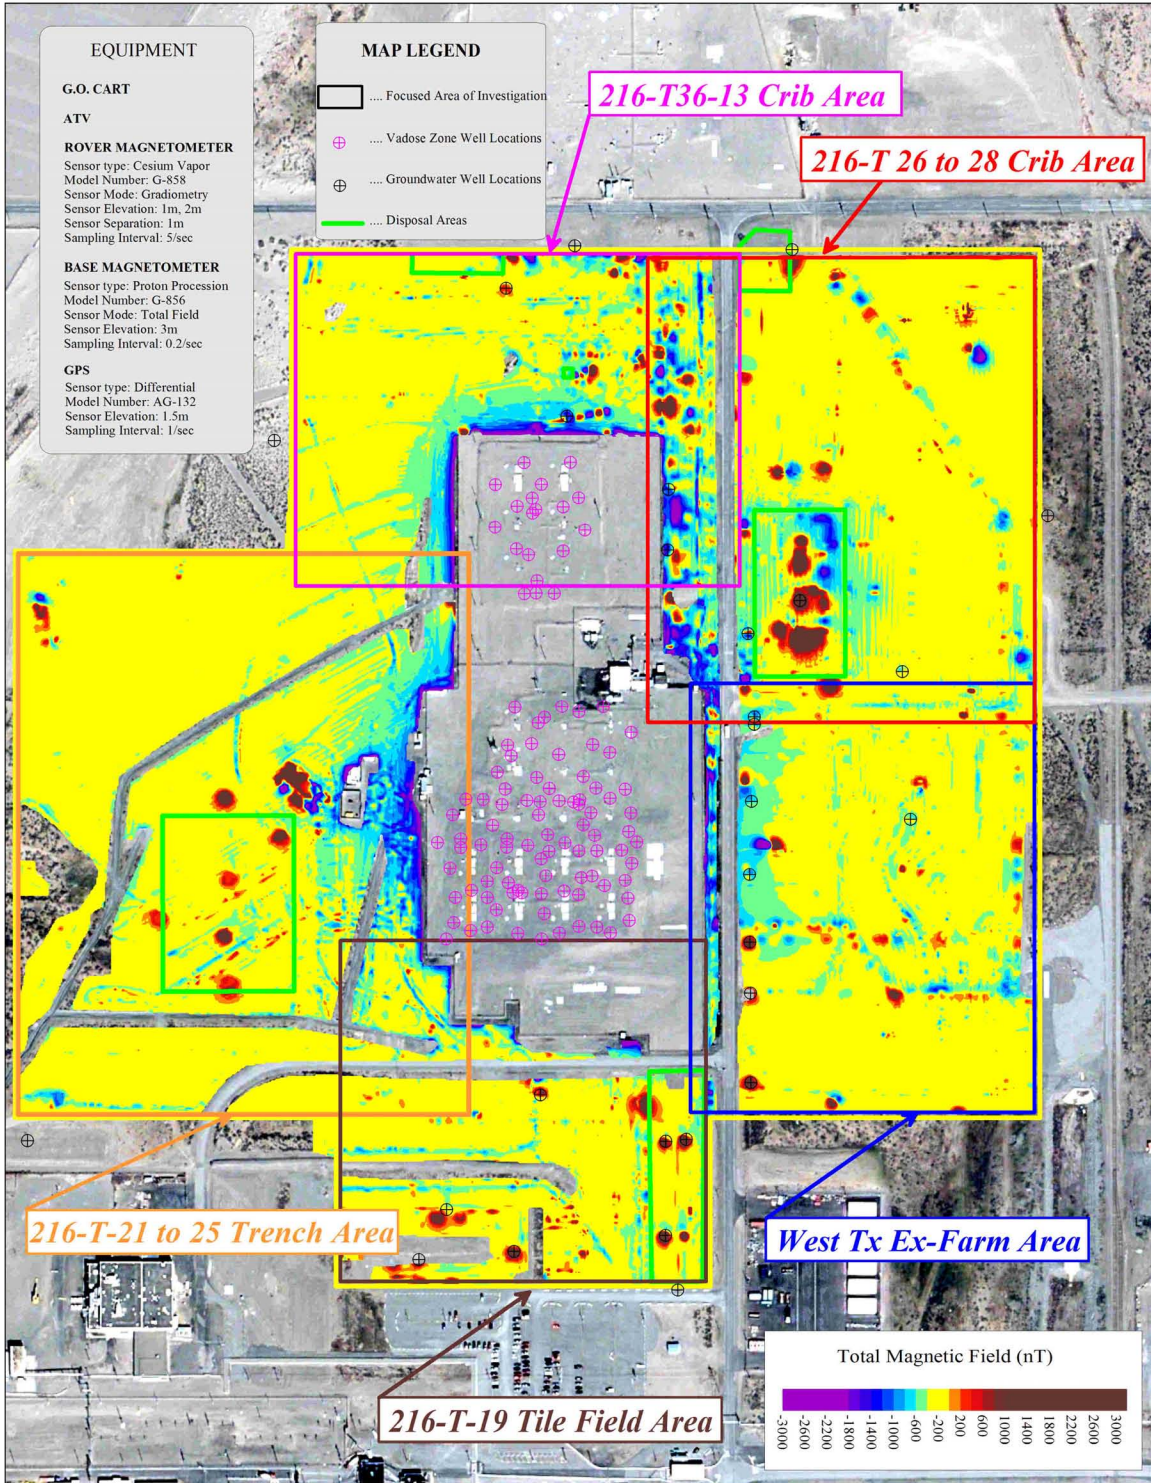 EQUIPMENT
G.O. CART
ATV
ROVER MAGNETOMETER
Sensor type: Cesium Vapor
Model Number: G-858
Sensor Mode: Gradiometry
Sensor Elevation: 1m, 2m
Sensor Separation: 1m
Sampling Interval: 5/sec
BASE MAGNETOMETER
Sensor type: Proton Procession
Model Number: G-856
Sensor Mode: Total Field
Sensor Elevation: 3m
Sampling Interval: 0.2/sec
GPS
Sensor type: Differential
Model Number: AG-132
Sensor Elevation: 1.5m
Sampling Interval: 1/sec
MAP LEGEND
.... Focused Area of Investigation
.... Vadose Zone Well Locations
.... Groundwater Well Locations
.... Disposal Areas
216-T36-13 Crib Area
216-T 26 to 28 Crib Area
216-T-21 to 25 Trench Area
West Tx Ex-Farm Area
216-T-19 Tile Field Area
Total Magnetic Field (nT)
-3000 -2600 -2200 -1800 -1400 -1000 -600 -200 200 600 1000 1400 1800 2200 2600 3000